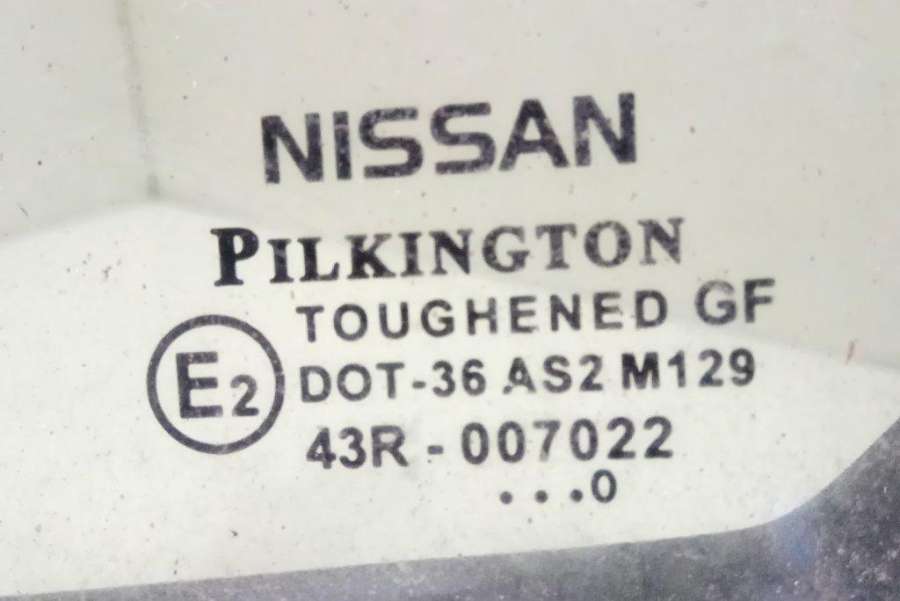 NISSAN
PILKINGTON
TOUGHENED GF
E2 DOT-36 AS2 M129
43R - 007022
...0